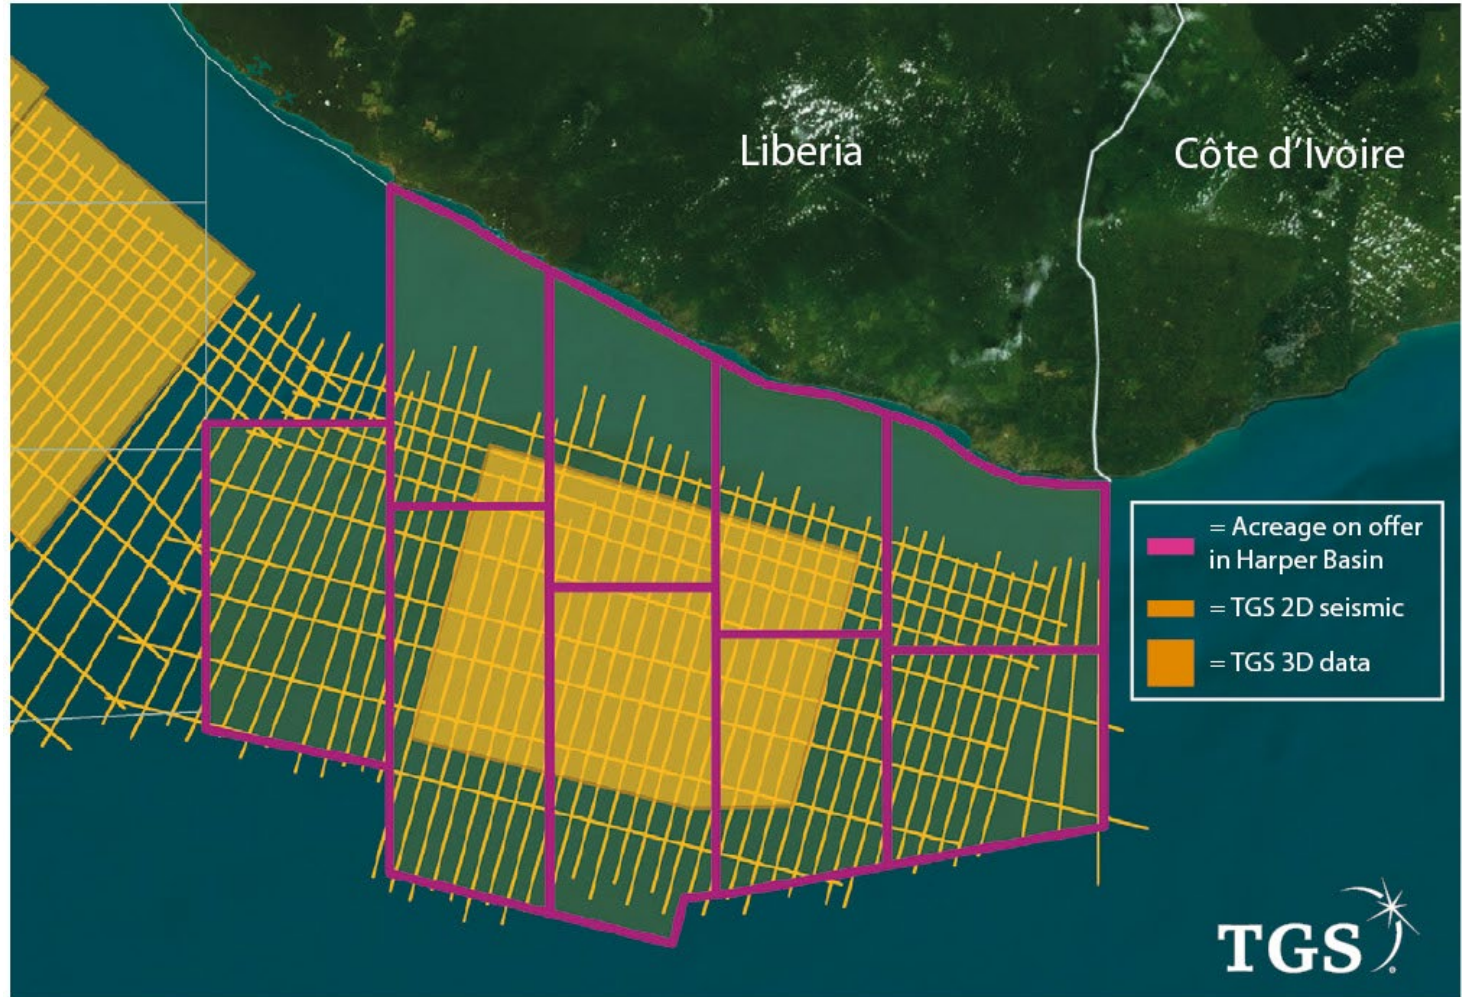 Liberia
Côte d'Ivoire
= Acreage on offer
in Harper Basin
= TGS 2D seismic
= TGS 3D data
TGS